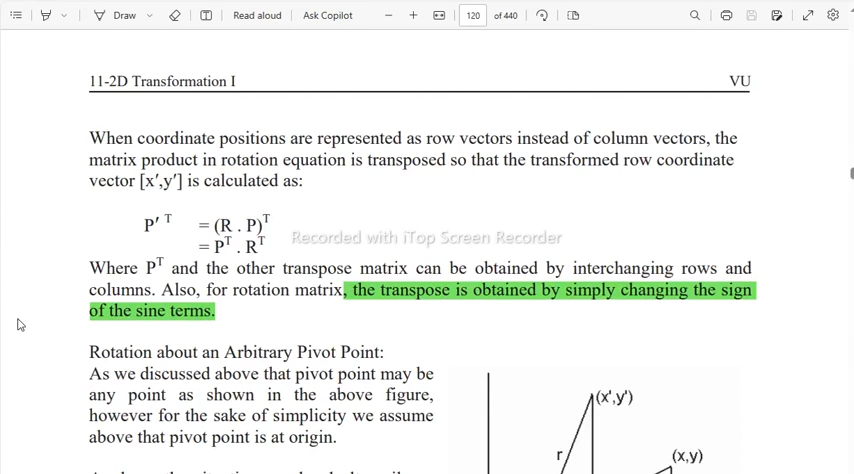 Draw
Read aloud
Ask Copilot
120 of 440
11-2D Transformation I VU
When coordinate positions are represented as row vectors instead of column vectors, the
matrix product in rotation equation is transposed so that the transformed row coordinate
vector [x′,y′] is calculated as:
P′ T = (R . P)T
= PT . RT
Recorded with iTop Screen Recorder
Where PT and the other transpose matrix can be obtained by interchanging rows and
columns. Also, for rotation matrix, the transpose is obtained by simply changing the sign
of the sine terms.
Rotation about an Arbitrary Pivot Point:
As we discussed above that pivot point may be
any point as shown in the above figure,
however for the sake of simplicity we assume
above that pivot point is at origin.
(x',y')
r
(x,y)